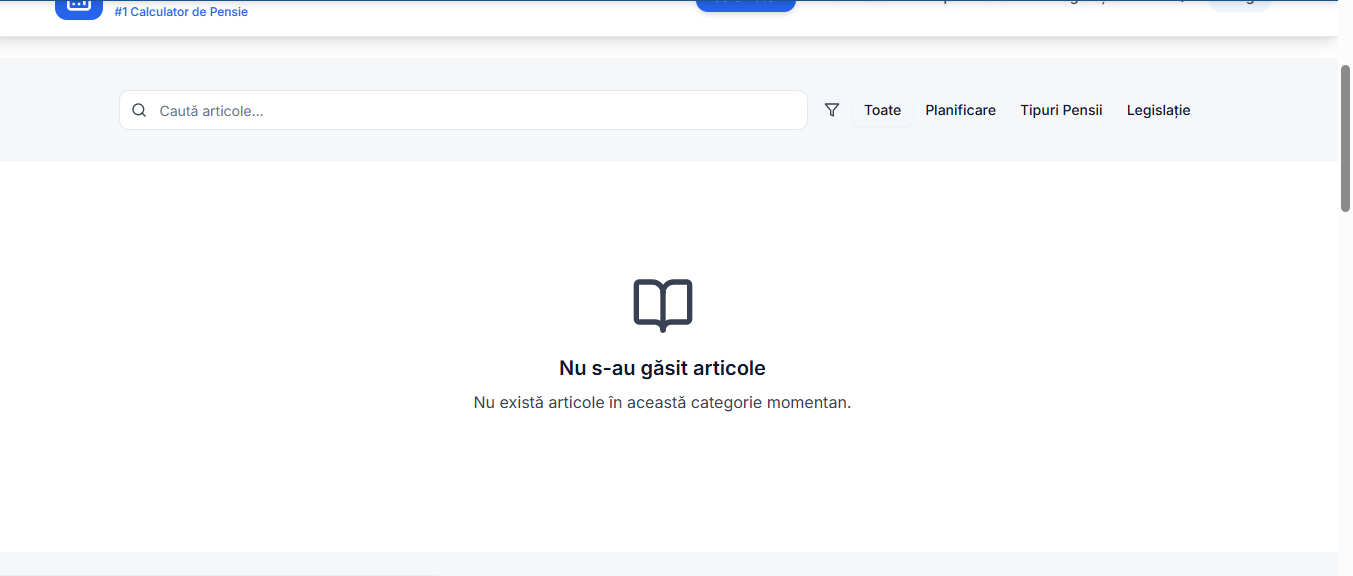 #1 Calculator de Pensie
Caută articole...
Toate
Planificare
Tipuri Pensii
Legislație
Nu s-au găsit articole
Nu există articole în această categorie momentan.